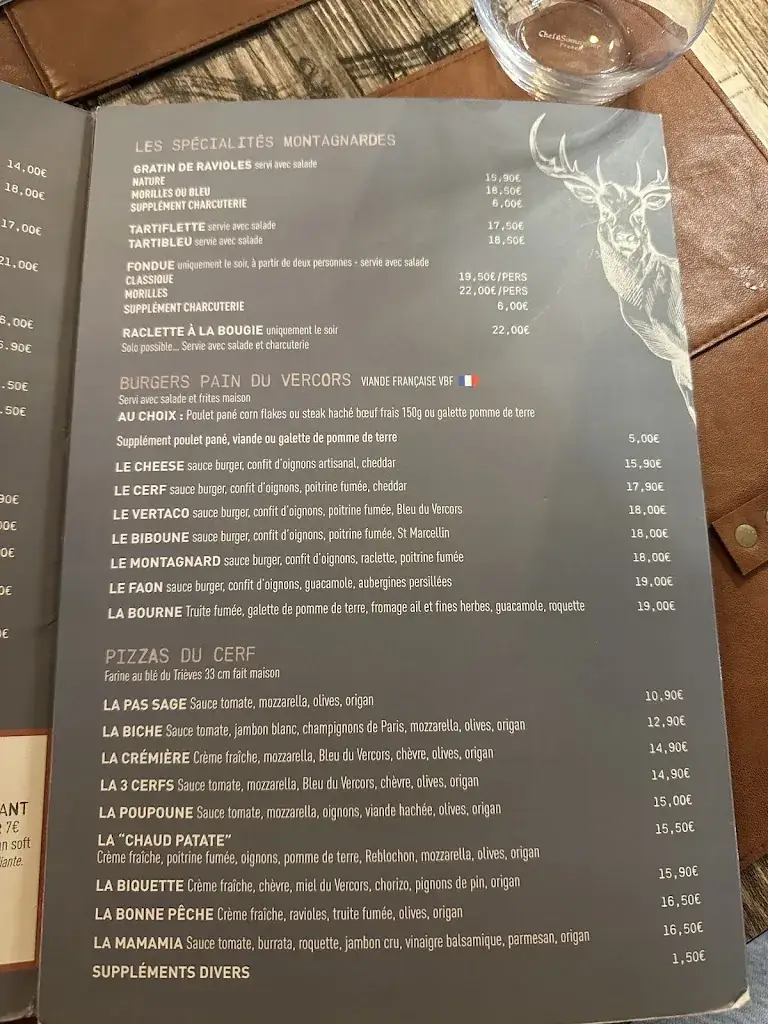 Chef&Sommelier
France
14,00€
18,00€
17,00€
21,00€
6,00€
6.90€
.50€
.50€
90€
00€
0€
0€
€
ANT
7€
n soft
iante.
LES SPÉCIALITÉS MONTAGNARDES
GRATIN DE RAVIOLES servi avec salade
NATURE 15,90€
MORILLES OU BLEU 18,50€
SUPPLÉMENT CHARCUTERIE 6,00€
TARTIFLETTE servie avec salade 17,50€
TARTIBLEU servie avec salade 18,50€
FONDUE uniquement le soir, à partir de deux personnes - servie avec salade
CLASSIQUE 19,50€/PERS
MORILLES 22,00€/PERS
SUPPLÉMENT CHARCUTERIE 6,00€
RACLETTE À LA BOUGIE uniquement le soir 22,00€
Solo possible... Servie avec salade et charcuterie
BURGERS PAIN DU VERCORS VIANDE FRANÇAISE VBF
Servi avec salade et frites maison
AU CHOIX : Poulet pané corn flakes ou steak haché bœuf frais 150g ou galette pomme de terre
Supplément poulet pané, viande ou galette de pomme de terre 5,00€
LE CHEESE sauce burger, confit d'oignons artisanal, cheddar 15,90€
LE CERF sauce burger, confit d'oignons, poitrine fumée, cheddar 17,90€
LE VERTACO sauce burger, confit d'oignons, poitrine fumée, Bleu du Vercors 18,00€
LE BIBOUNE sauce burger, confit d'oignons, poitrine fumée, St Marcellin 18,00€
LE MONTAGNARD sauce burger, confit d'oignons, raclette, poitrine fumée 18,00€
LE FAON sauce burger, confit d'oignons, guacamole, aubergines persillées 19,00€
LA BOURNE Truite fumée, galette de pomme de terre, fromage ail et fines herbes, guacamole, roquette 19,00€
PIZZAS DU CERF
Farine au blé du Trièves 33 cm fait maison
LA PAS SAGE Sauce tomate, mozzarella, olives, origan 10,90€
LA BICHE Sauce tomate, jambon blanc, champignons de Paris, mozzarella, olives, origan 12,90€
LA CRÉMIÈRE Crème fraîche, mozzarella, Bleu du Vercors, chèvre, olives, origan 14,90€
LA 3 CERFS Sauce tomate, mozzarella, Bleu du Vercors, chèvre, olives, origan 14,90€
LA POUPOUNE Sauce tomate, mozzarella, oignons, viande hachée, olives, origan 15,00€
LA "CHAUD PATATE" 15,50€
Crème fraîche, poitrine fumée, oignons, pomme de terre, Reblochon, mozzarella, olives, origan
LA BIQUETTE Crème fraîche, chèvre, miel du Vercors, chorizo, pignons de pin, origan 15,90€
LA BONNE PÊCHE Crème fraîche, ravioles, truite fumée, olives, origan 16,50€
LA MAMAMIA Sauce tomate, burrata, roquette, jambon cru, vinaigre balsamique, parmesan, origan 16,50€
SUPPLÉMENTS DIVERS 1,50€